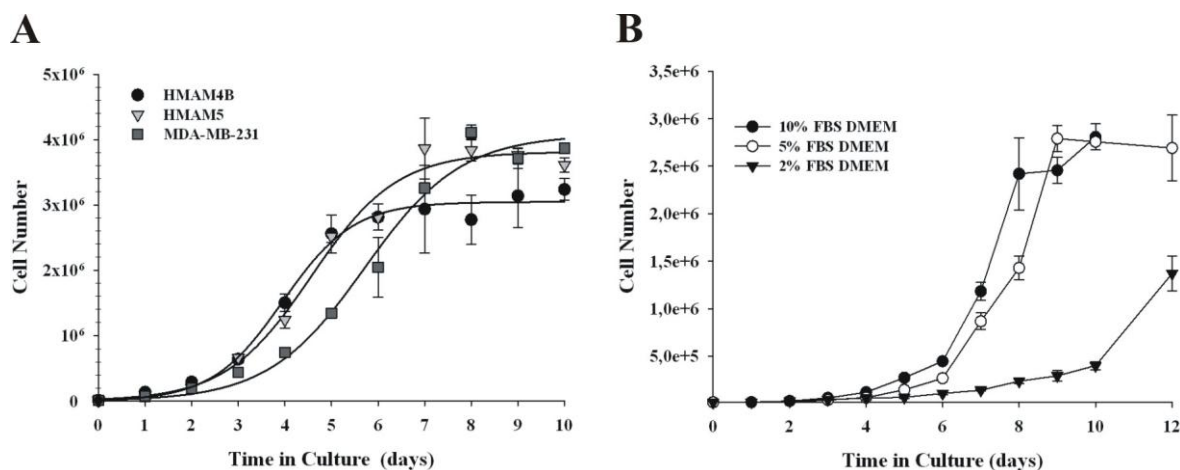 A
5x10⁶
4x10⁶
3x10⁶
2x10⁶
10⁶
0
Cell Number
HMAM4B
HMAM5
MDA-MB-231
0 1 2 3 4 5 6 7 8 9 10
Time in Culture (days)
B
3,5e+6
3,0e+6
2,5e+6
2,0e+6
1,5e+6
1,0e+6
5,0e+5
Cell Number
10% FBS DMEM
5% FBS DMEM
2% FBS DMEM
0 2 4 6 8 10 12
Time in Culture (days)